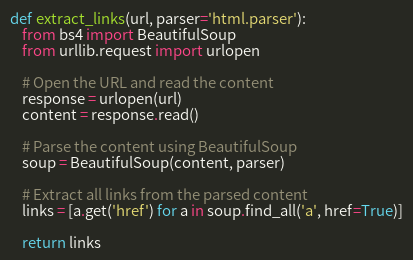 def extract_links(url, parser='html.parser'):
from bs4 import BeautifulSoup
from urllib.request import urlopen
# Open the URL and read the content
response = urlopen(url)
content = response.read()
# Parse the content using BeautifulSoup
soup = BeautifulSoup(content, parser)
# Extract all links from the parsed content
links = [a.get('href') for a in soup.find_all('a', href=True)]
return links